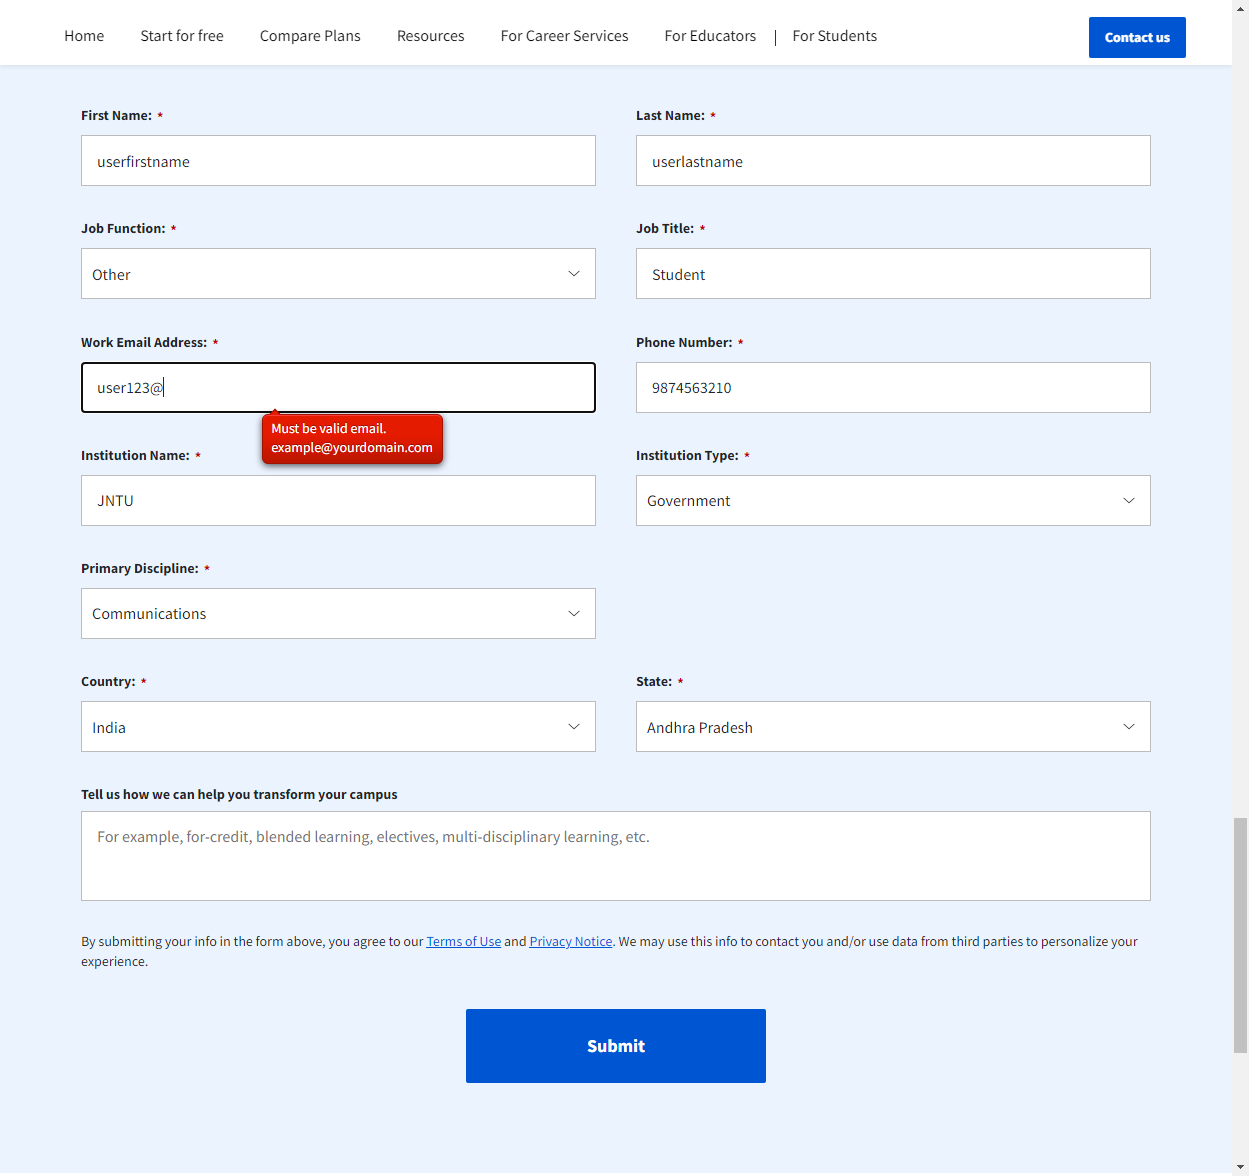 Home Start for free Compare Plans Resources For Career Services For Educators | For Students Contact us
First Name: * Last Name: *
userfirstname userlastname
Job Function: * Job Title: *
Other Student
Work Email Address: * Phone Number: *
user123@ 9874563210
Must be valid email.
example@yourdomain.com
Institution Name: * Institution Type: *
JNTU Government
Primary Discipline: *
Communications
Country: * State: *
India Andhra Pradesh
Tell us how we can help you transform your campus
For example, for-credit, blended learning, electives, multi-disciplinary learning, etc.
By submitting your info in the form above, you agree to our Terms of Use and Privacy Notice. We may use this info to contact you and/or use data from third parties to personalize your
experience.
Submit